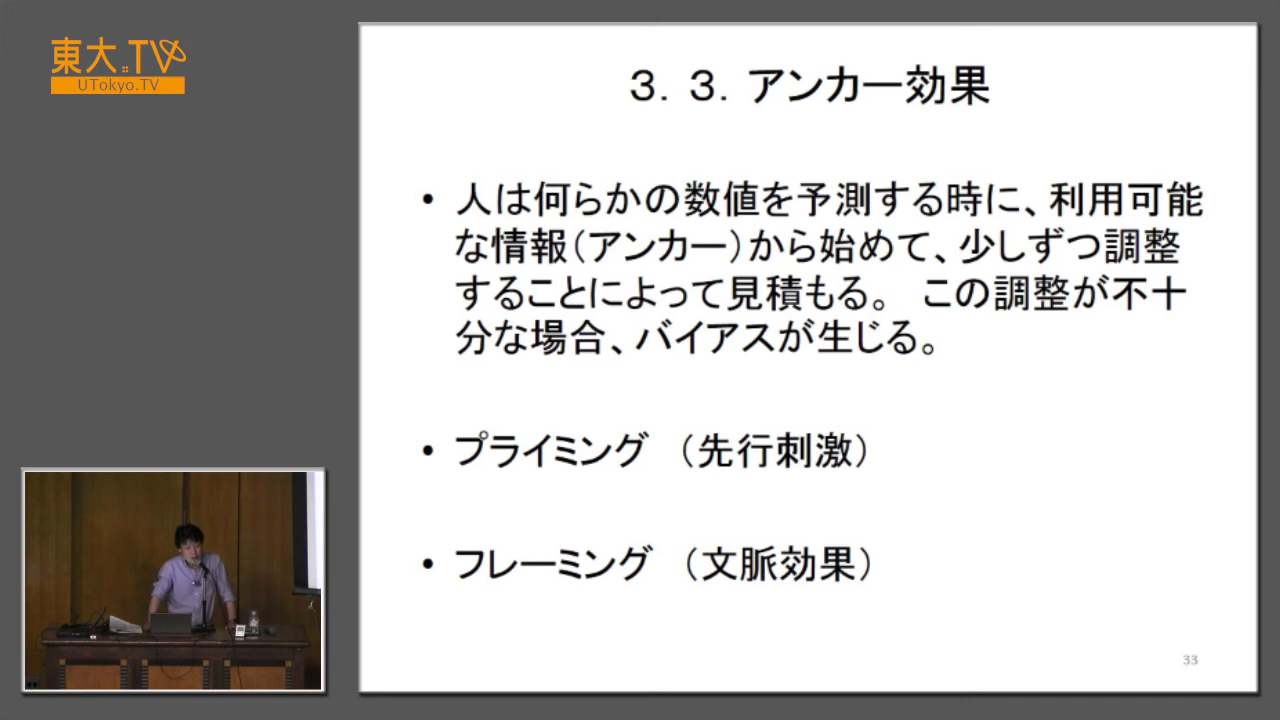 東大.TV
UTokyo.TV
３．３．アンカー効果
• 人は何らかの数値を予測する時に、利用可能
な情報（アンカー）から始めて、少しずつ調整
することによって見積もる。　この調整が不十
分な場合、バイアスが生じる。
• プライミング　（先行刺激）
• フレーミング　（文脈効果）
33